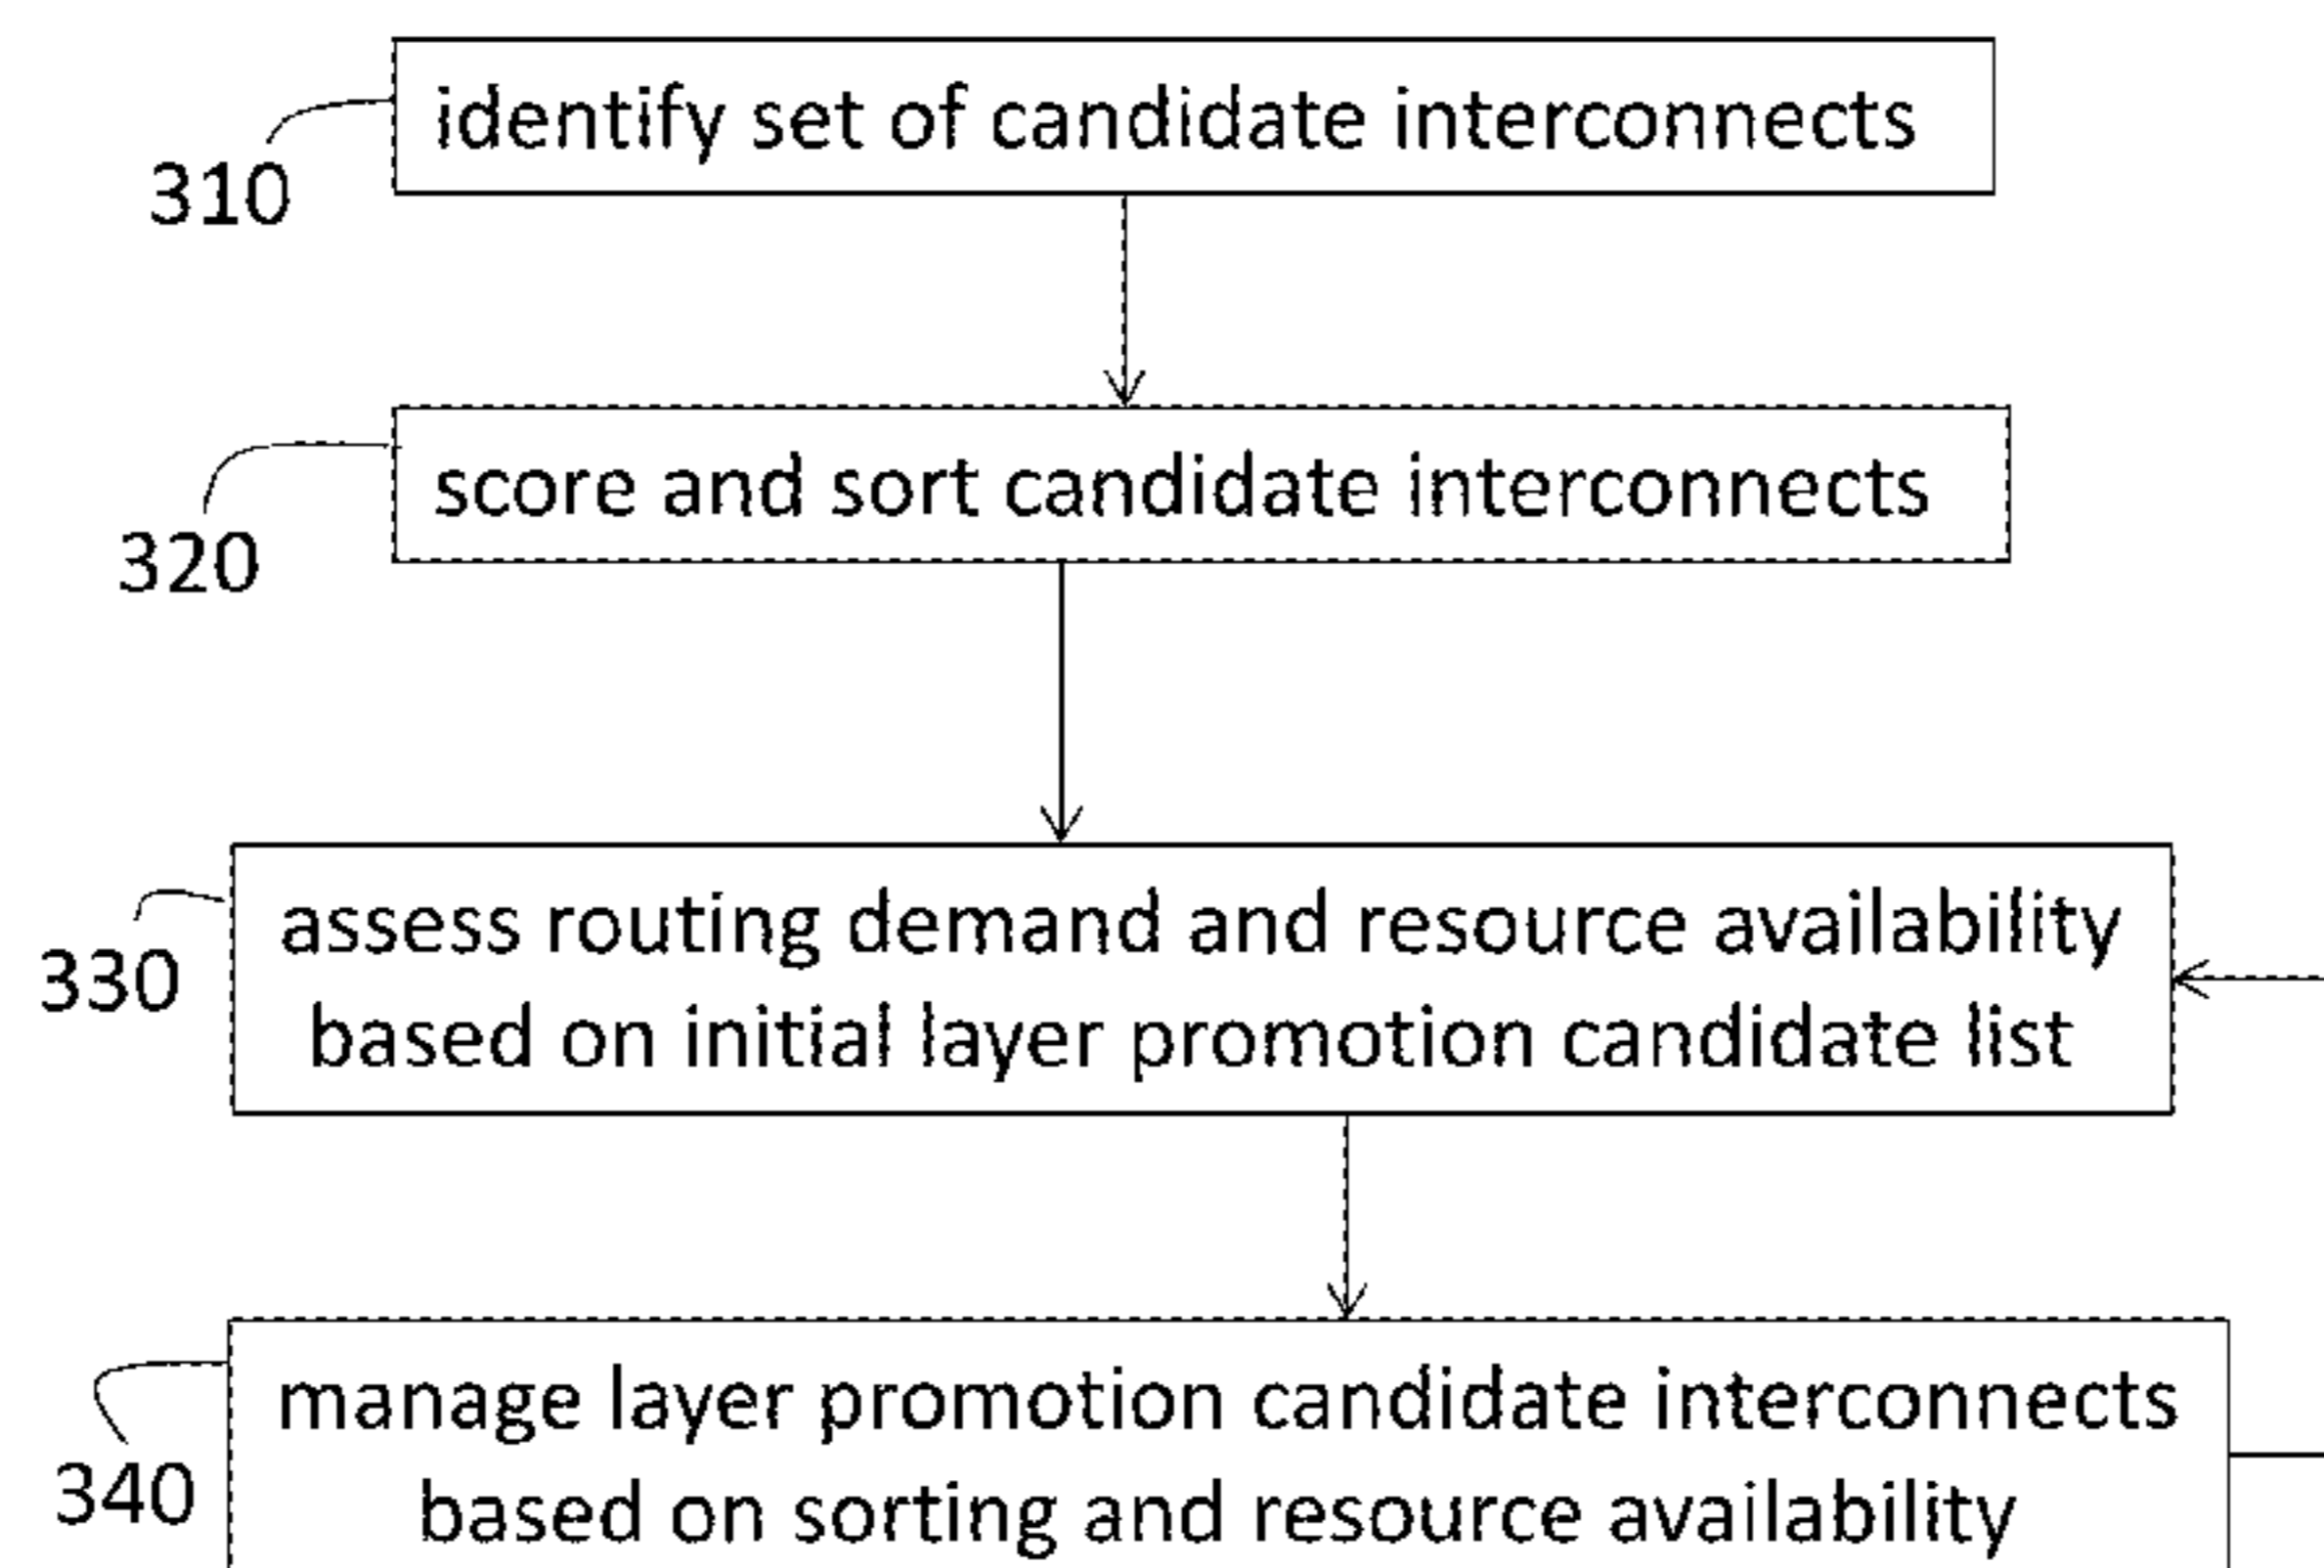 identify set of candidate interconnects
310
score and sort candidate interconnects
320
assess routing demand and resource availability
330
based on initial layer promotion candidate list
manage layer promotion candidate interconnects
340
based on sorting and resource availability